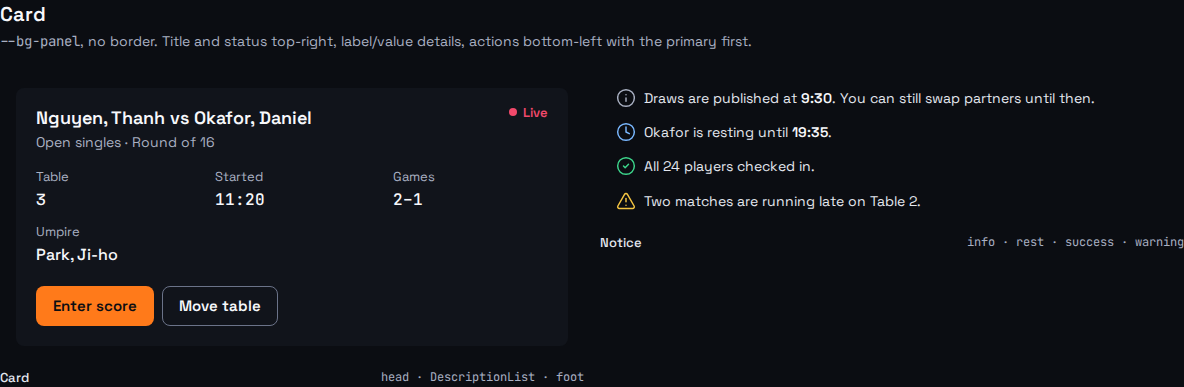 Card
--bg-panel, no border. Title and status top-right, label/value details, actions bottom-left with the primary first.
Nguyen, Thanh vs Okafor, Daniel
Live
Open singles · Round of 16
Table
Started
Games
3
11:20
2–1
Umpire
Park, Ji-ho
Enter score
Move table
Card
head · DescriptionList · foot
Draws are published at 9:30. You can still swap partners until then.
Okafor is resting until 19:35.
All 24 players checked in.
Two matches are running late on Table 2.
Notice
info · rest · success · warning